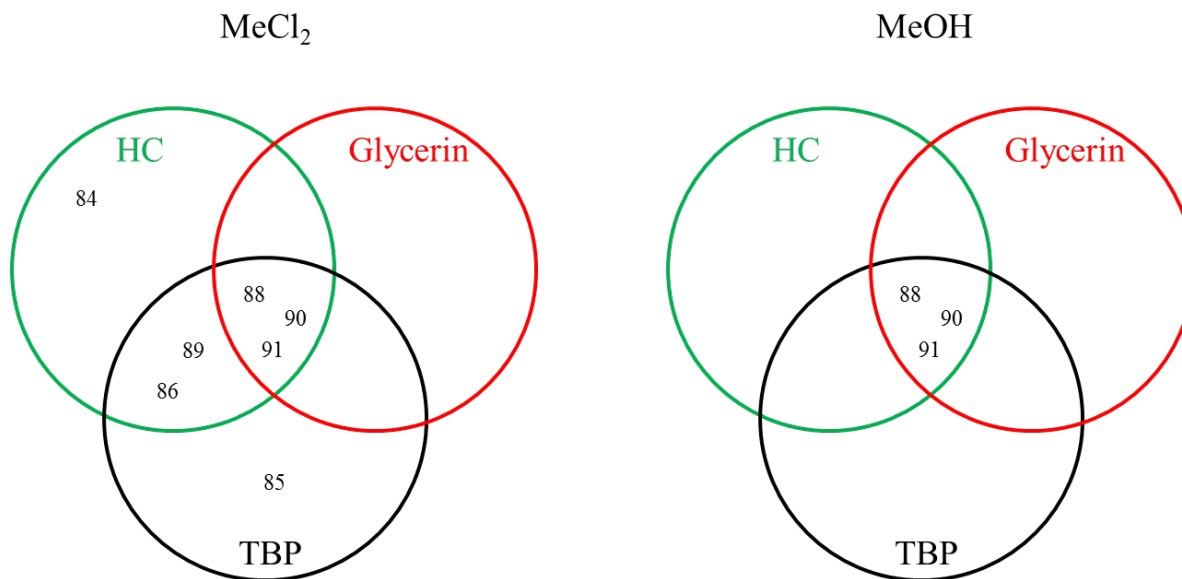 MeCl₂
MeOH
HC
Glycerin
HC
Glycerin
84
88
90
89
91
86
85
TBP
88
90
91
TBP